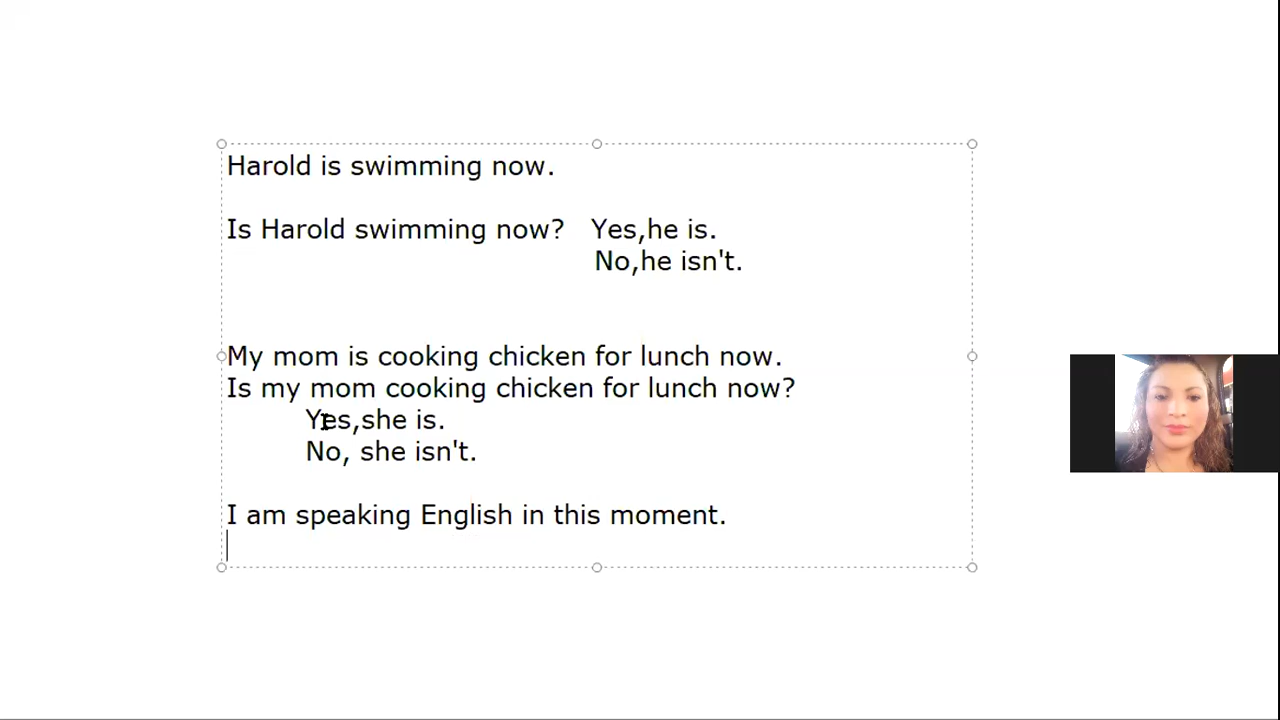 Harold is swimming now.
Is Harold swimming now? Yes,he is.
No,he isn't.
My mom is cooking chicken for lunch now.
Is my mom cooking chicken for lunch now?
Yes,she is.
No, she isn't.
I am speaking English in this moment.